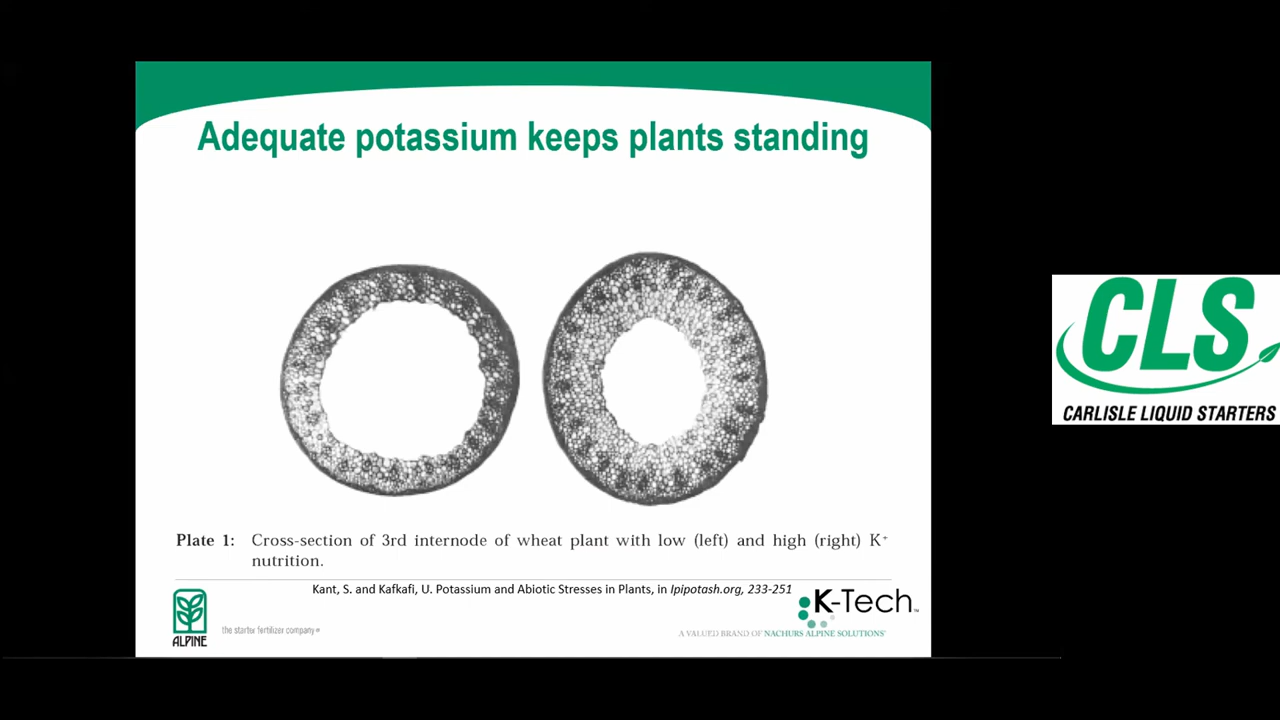 Adequate potassium keeps plants standing
Plate 1: Cross-section of 3rd internode of wheat plant with low (left) and high (right) K⁺
nutrition.
Kant, S. and Kafkafi, U. Potassium and Abiotic Stresses in Plants, in Ipipotash.org, 233-251
ALPINE
the starter fertilizer company
K-Tech™
A VALUED BRAND OF NACHURS ALPINE SOLUTIONS
CLS
CARLISLE LIQUID STARTERS